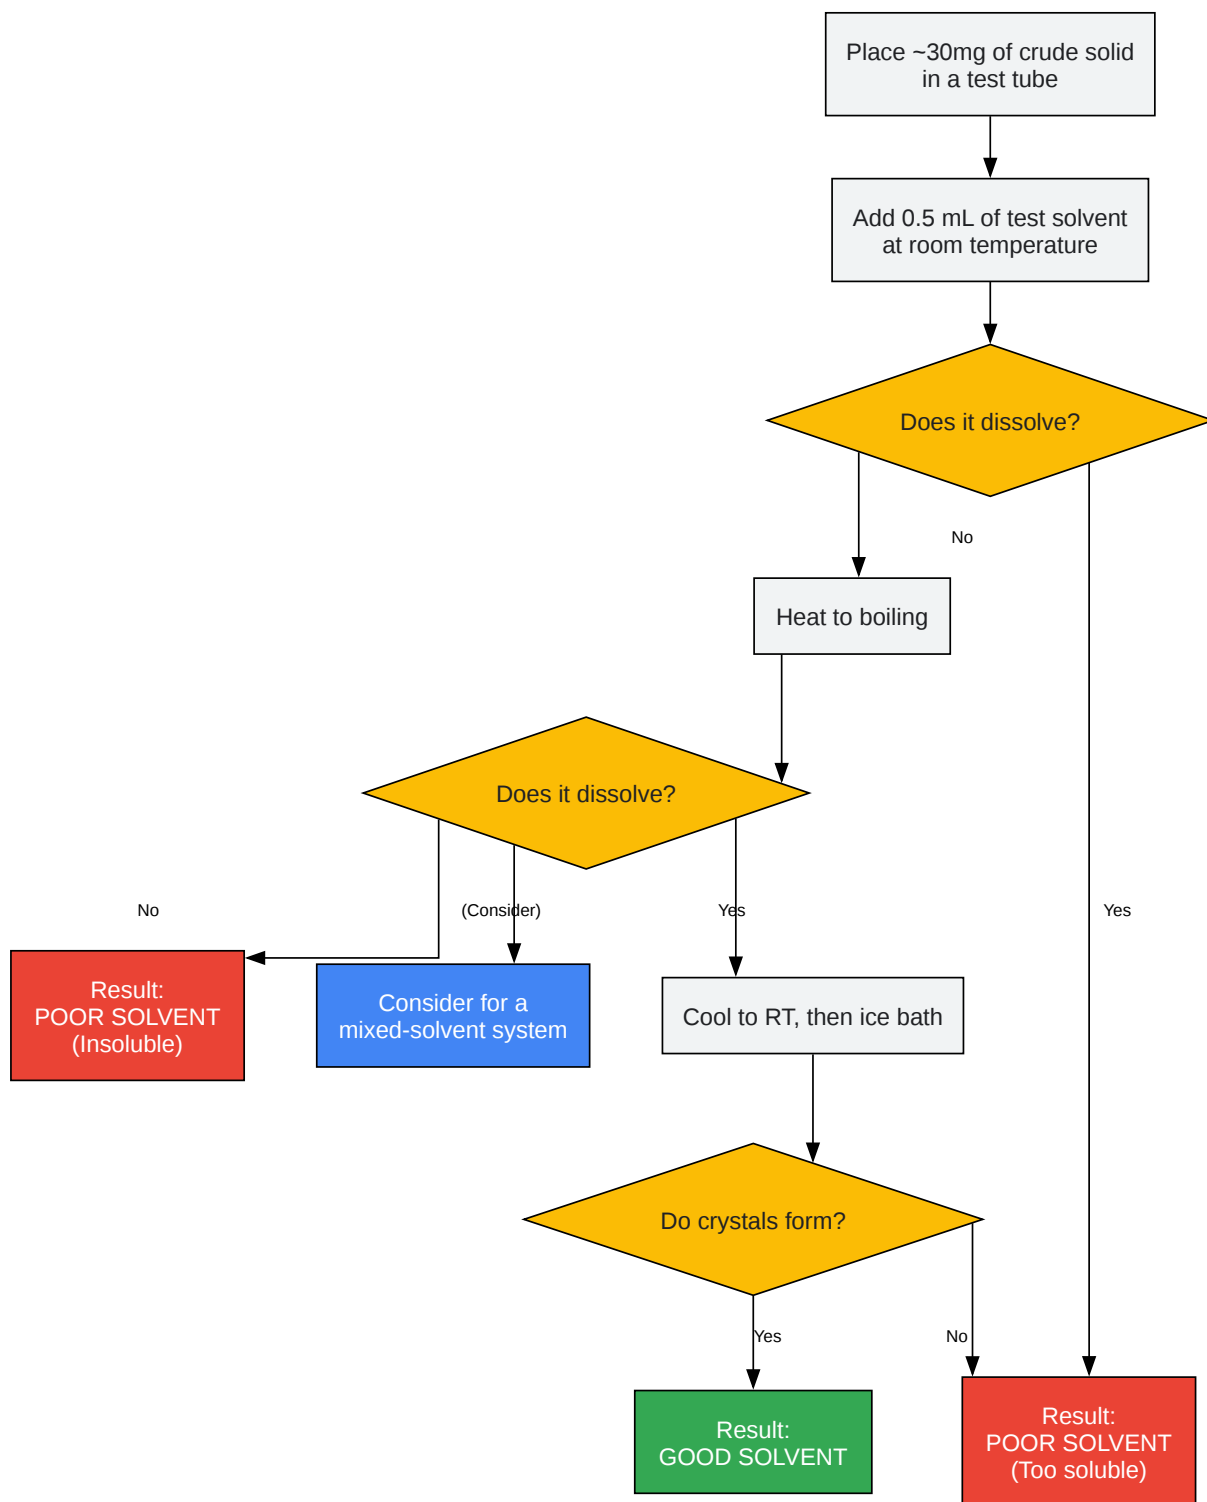 Place ~30mg of crude solid
in a test tube
Add 0.5 mL of test solvent
at room temperature
Does it dissolve?
No
Heat to boiling
Does it dissolve?
No
(Consider)
Yes
Yes
Result:
POOR SOLVENT
(Insoluble)
Consider for a
mixed-solvent system
Cool to RT, then ice bath
Do crystals form?
Yes
No
Result:
GOOD SOLVENT
Result:
POOR SOLVENT
(Too soluble)